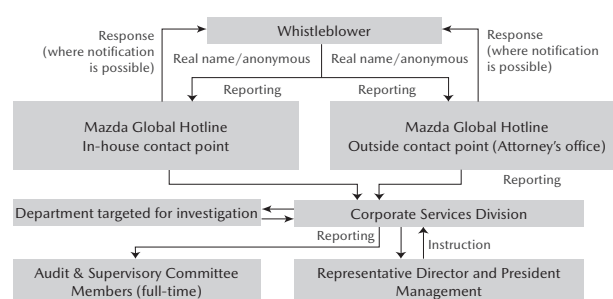 Whistleblower
Response
(where notification
is possible)
Response
(where notification
is possible)
Real name/anonymous
Real name/anonymous
Reporting
Reporting
Mazda Global Hotline
In-house contact point
Mazda Global Hotline
Outside contact point (Attorney's office)
Reporting
Department targeted for investigation
Corporate Services Division
Reporting
Instruction
Audit & Supervisory Committee
Members (full-time)
Representative Director and President
Management